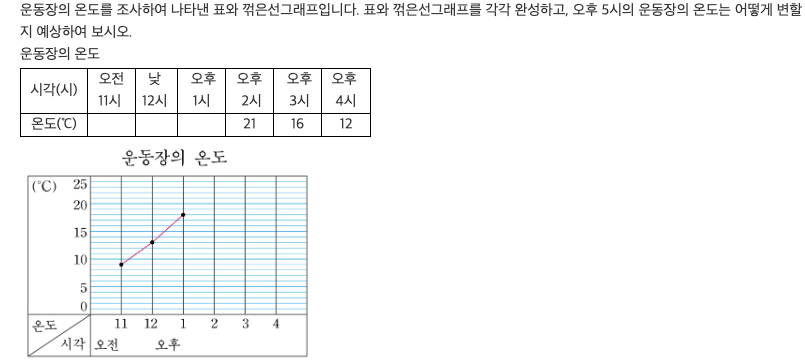 운동장의 온도를 조사하여 나타낸 표와 꺾은선그래프입니다. 표와 꺾은선그래프를 각각 완성하고, 오후 5시의 운동장의 온도는 어떻게 변할
지 예상하여 보시오.
운동장의 온도
시각(시) 오전 11시 낮 12시 오후 1시 오후 2시 오후 3시 오후 4시
온도(℃) 21 16 12
운동장의 온도
(℃) 25
20
15
10
5
0
온도 11 12 1 2 3 4
시각 오전 오후